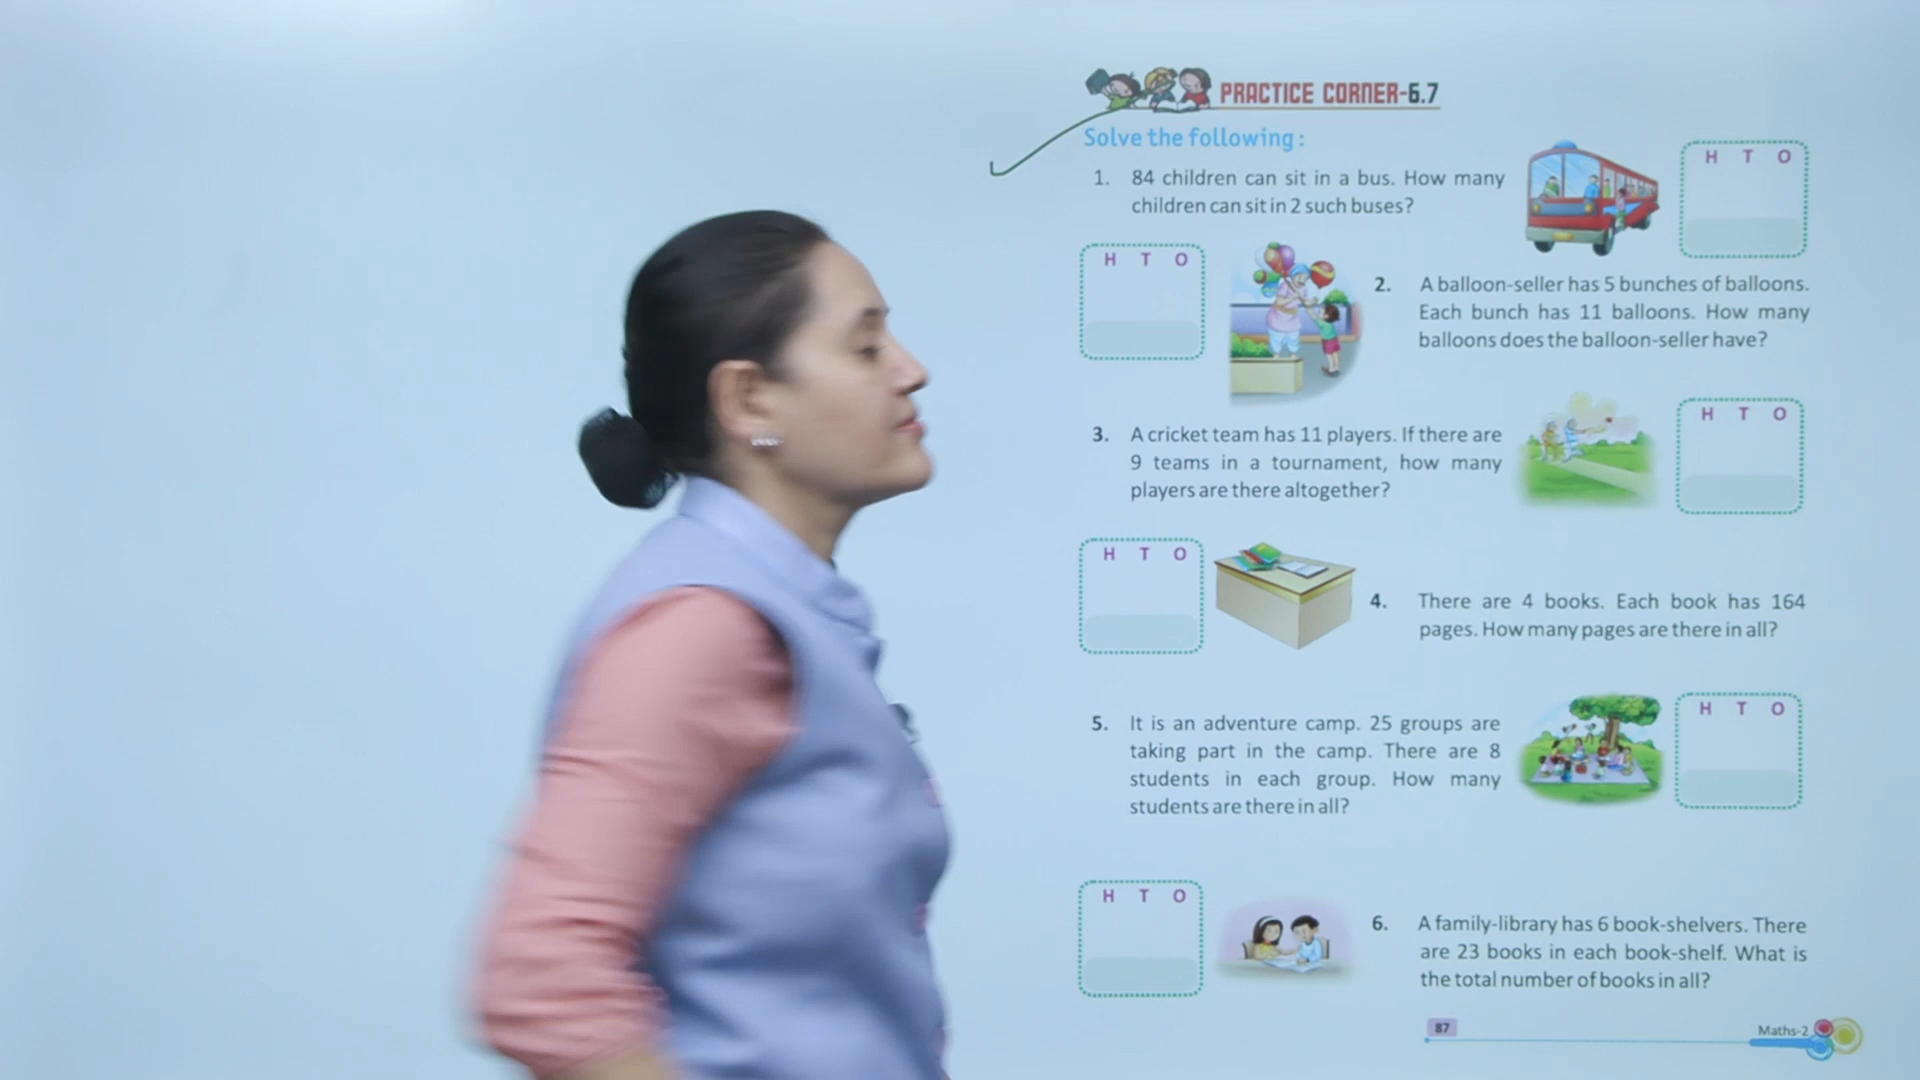 PRACTICE CORNER-6.7
Solve the following :
H T O
1. 84 children can sit in a bus. How many
children can sit in 2 such buses?
H T O
2. A balloon-seller has 5 bunches of balloons.
Each bunch has 11 balloons. How many
balloons does the balloon-seller have?
H T O
3. A cricket team has 11 players. If there are
9 teams in a tournament, how many
players are there altogether?
H T O
4. There are 4 books. Each book has 164
pages. How many pages are there in all?
H T O
5. It is an adventure camp. 25 groups are
taking part in the camp. There are 8
students in each group. How many
students are there in all?
H T O
6. A family-library has 6 book-shelvers. There
are 23 books in each book-shelf. What is
the total number of books in all?
87
Maths-2